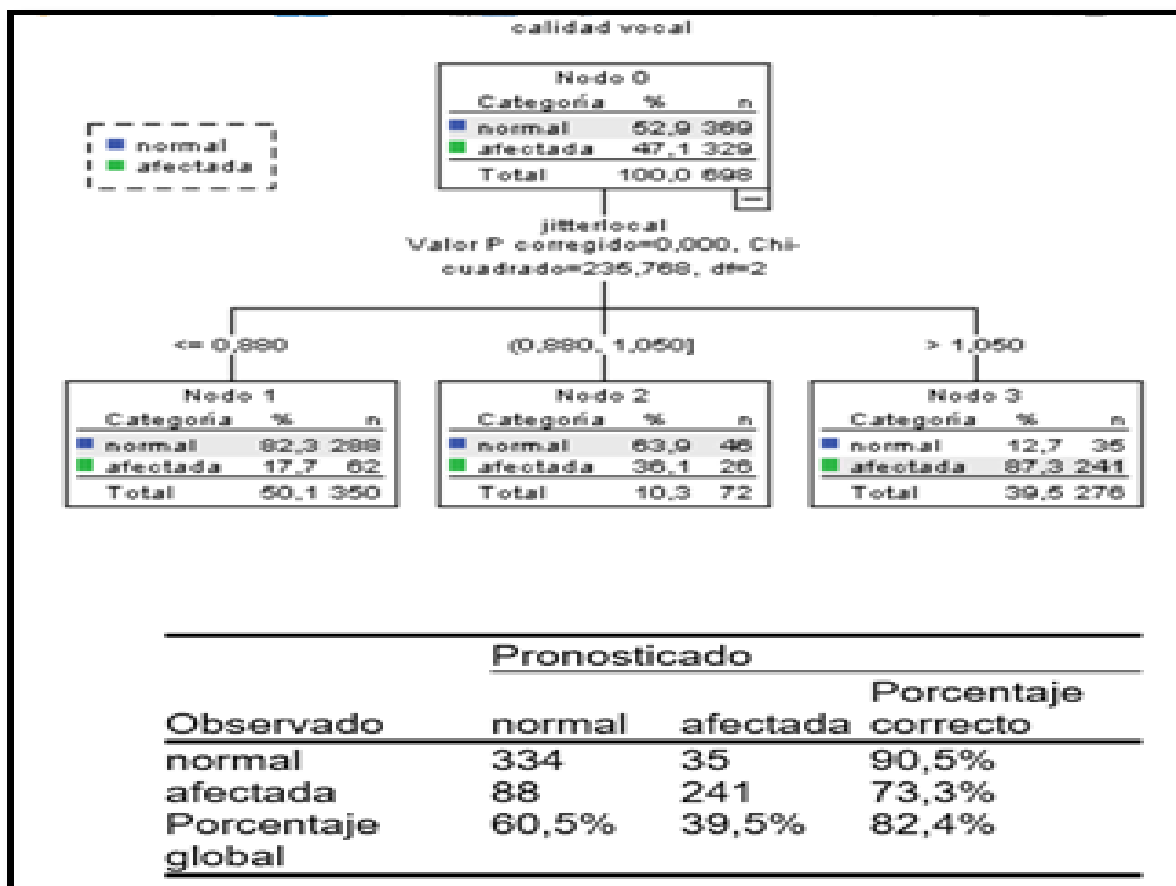 calidad vocal
Nodo 0
Categoría % n
normal 52,9 369
afectada 47,1 329
Total 100,0 698
normal
afectada
jitterlocal
Valor P corregido=0,000, Chi-
cuadrado=235,768, df=2
<= 0,880
(0,880, 1,050]
> 1,050
Nodo 1
Categoría % n
normal 82,3 288
afectada 17,7 62
Total 50,1 350
Nodo 2
Categoría % n
normal 63,9 46
afectada 36,1 26
Total 10,3 72
Nodo 3
Categoría % n
normal 12,7 35
afectada 87,3 241
Total 39,5 276
Pronosticado
Porcentaje
Observado normal afectada correcto
normal 334 35 90,5%
afectada 88 241 73,3%
Porcentaje 60,5% 39,5% 82,4%
global